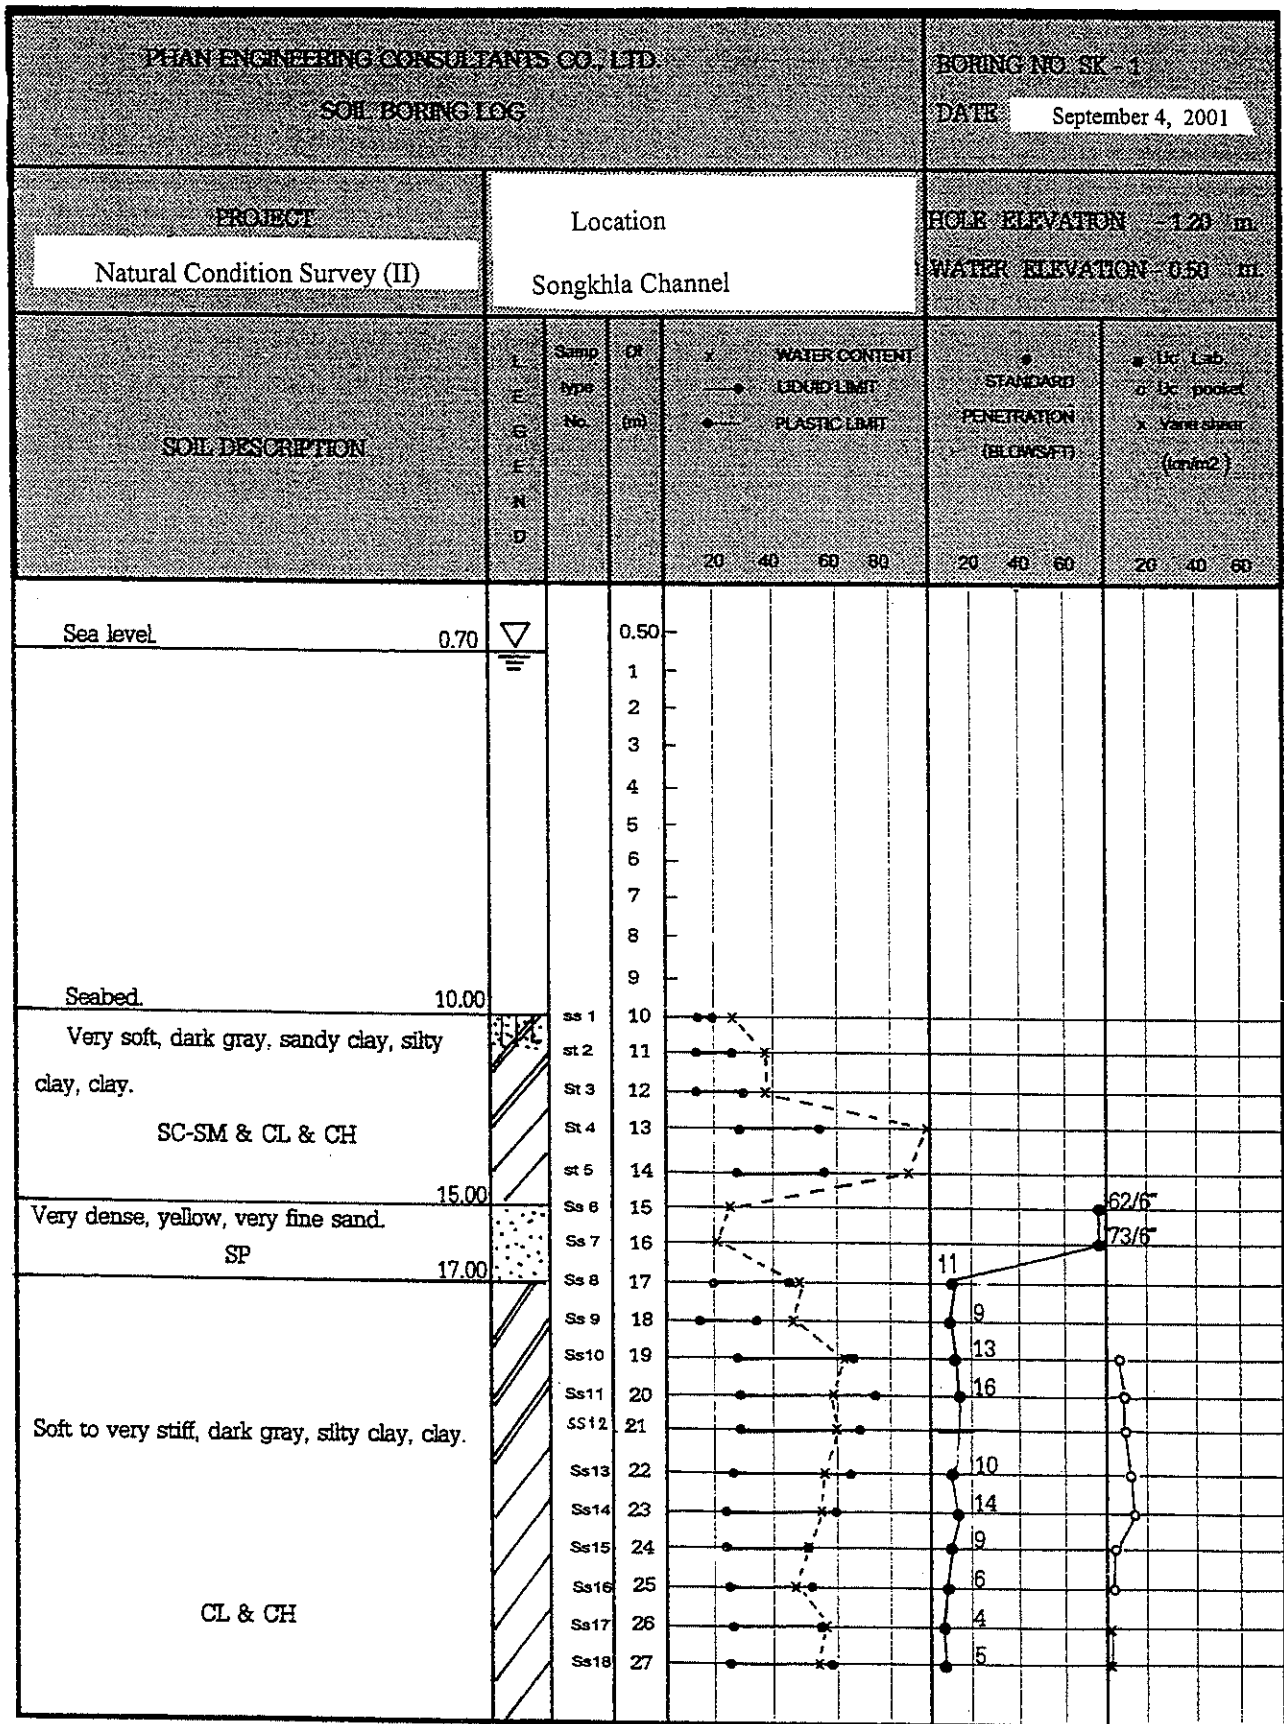 PHAN ENGINEERING CONSULTANTS CO., LTD.
SOIL BORING LOG
BORING NO. SK - 1
DATE September 4, 2001
PROJECT
Natural Condition Survey (II)
Location
Songkhla Channel
HOLE ELEVATION -1.20 m.
WATER ELEVATION -0.50 m.
SOIL DESCRIPTION
L
E
G
E
N
D
Samp
type
No.
(m)
x WATER CONTENT
LIQUID LIMIT
PLASTIC LIMIT
20 40 60 80
STANDARD
PENETRATION
(BLOWS/FT)
20 40 60
Uc Lab
Uc pocket
x Vane shear
(ton/m2)
20 40 60
Sea level. 0.70
0.50
1
2
3
4
5
6
7
8
9
Seabed. 10.00
ss 1 10
Very soft, dark gray, sandy clay, silty
clay, clay.
SC-SM & CL & CH
st 2 11
St 3 12
St 4 13
st 5 14
15.00
Ss 6 15 62/6"
Very dense, yellow, very fine sand.
SP
Ss 7 16 73/6"
17.00
Ss 8 17 11
Ss 9 18 9
Ss10 19 13
Ss11 20 16
Soft to very stiff, dark gray, silty clay, clay.
SS12 21
Ss13 22 10
Ss14 23 14
Ss15 24 9
Ss16 25 6
CL & CH
Ss17 26 4
Ss18 27 5